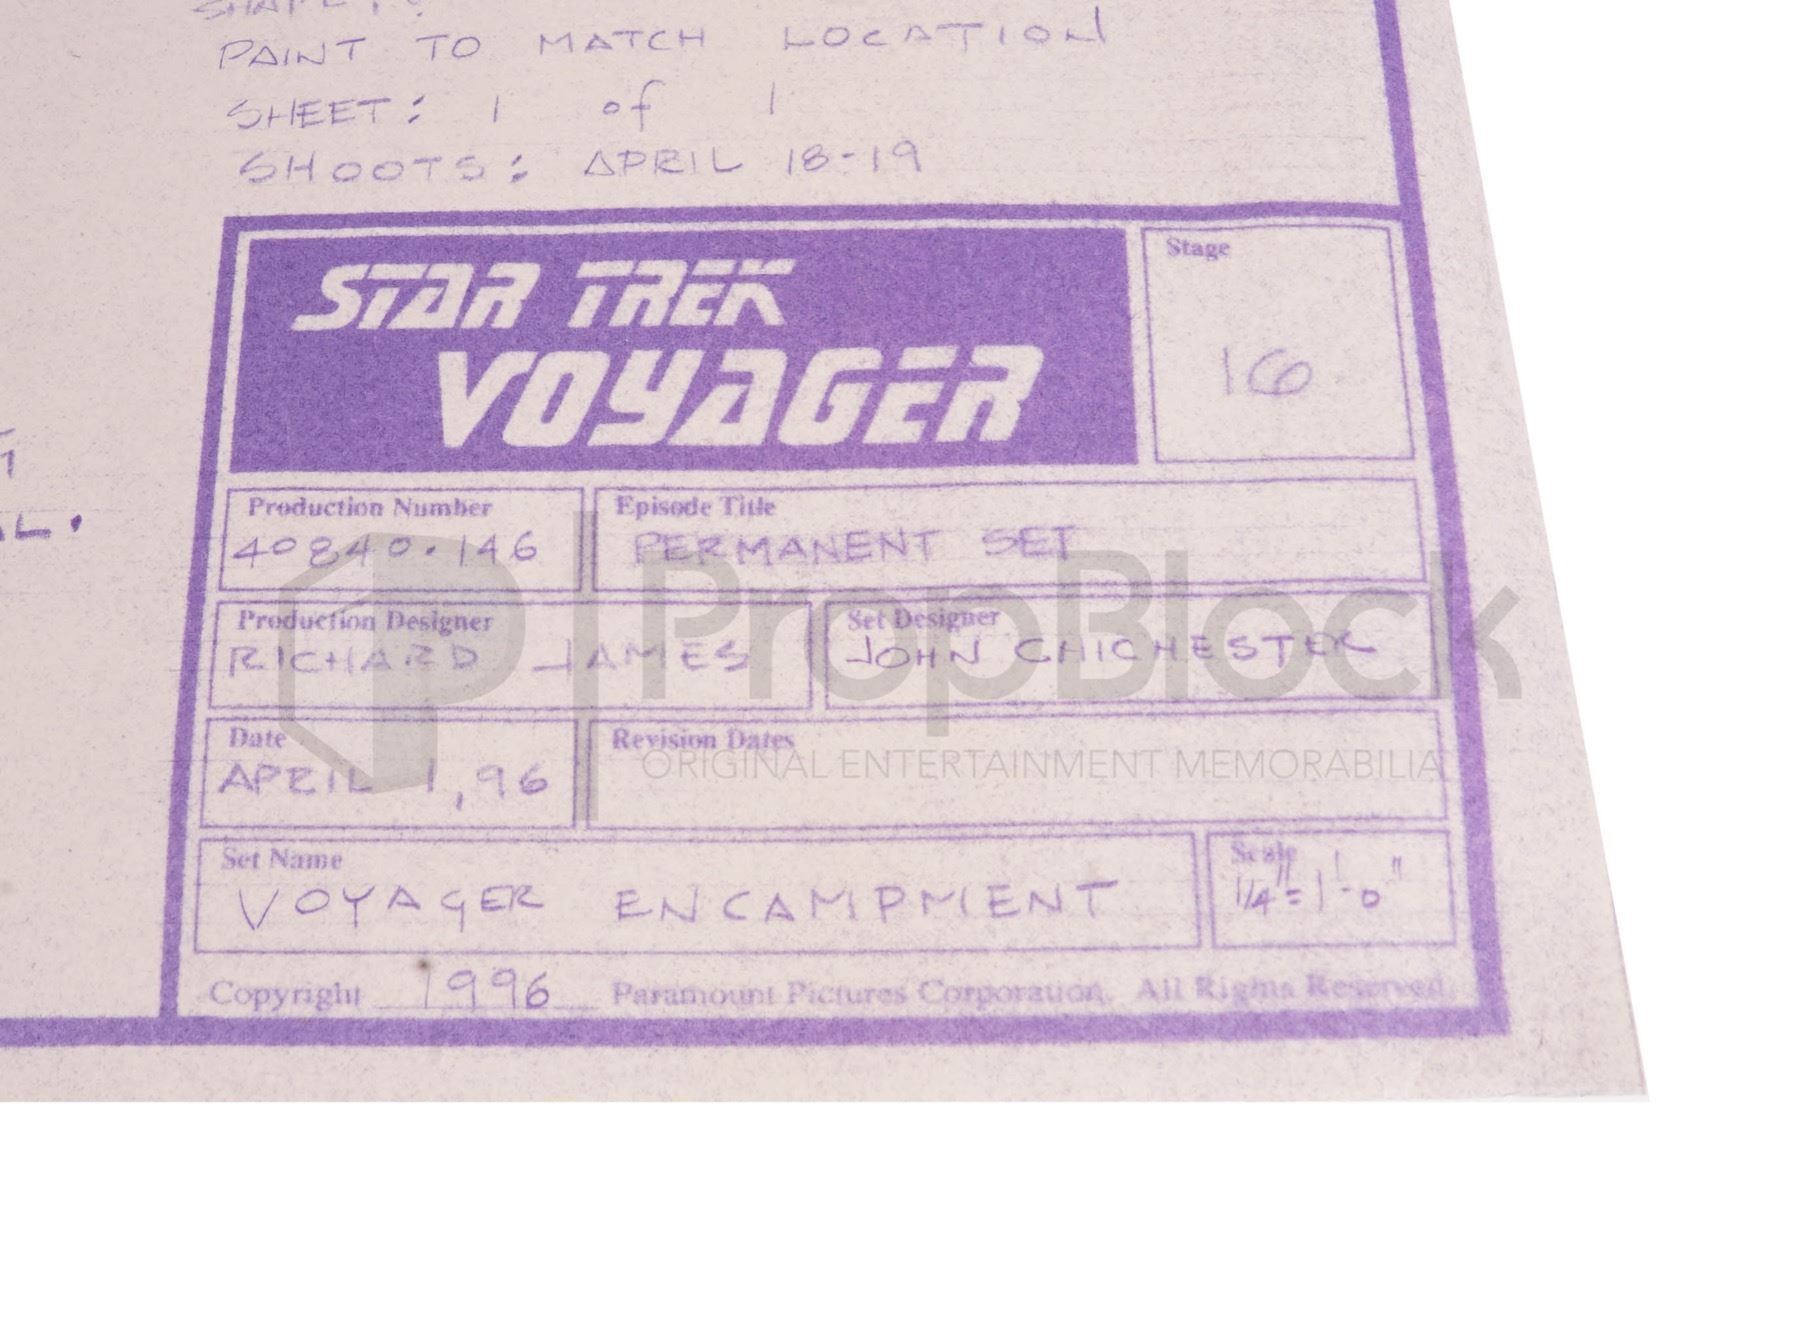 PAINT TO MATCH LOCATION
SHEET: 1 of 1
SHOOTS: APRIL 18-19
STAR TREK
VOYAGER
Stage
16
Production Number
40840.146
Episode Title
PERMANENT SET
Production Designer
RICHARD JAMES
Set Designer
JOHN CHICHESTER
Date
APRIL 1, 96
Revision Dates
Set Name
VOYAGER ENCAMPMENT
Scale
1/4" = 1'-0"
Copyright 1996 Paramount Pictures Corporation. All Rights Reserved.
PropBlock
ORIGINAL ENTERTAINMENT MEMORABILIA